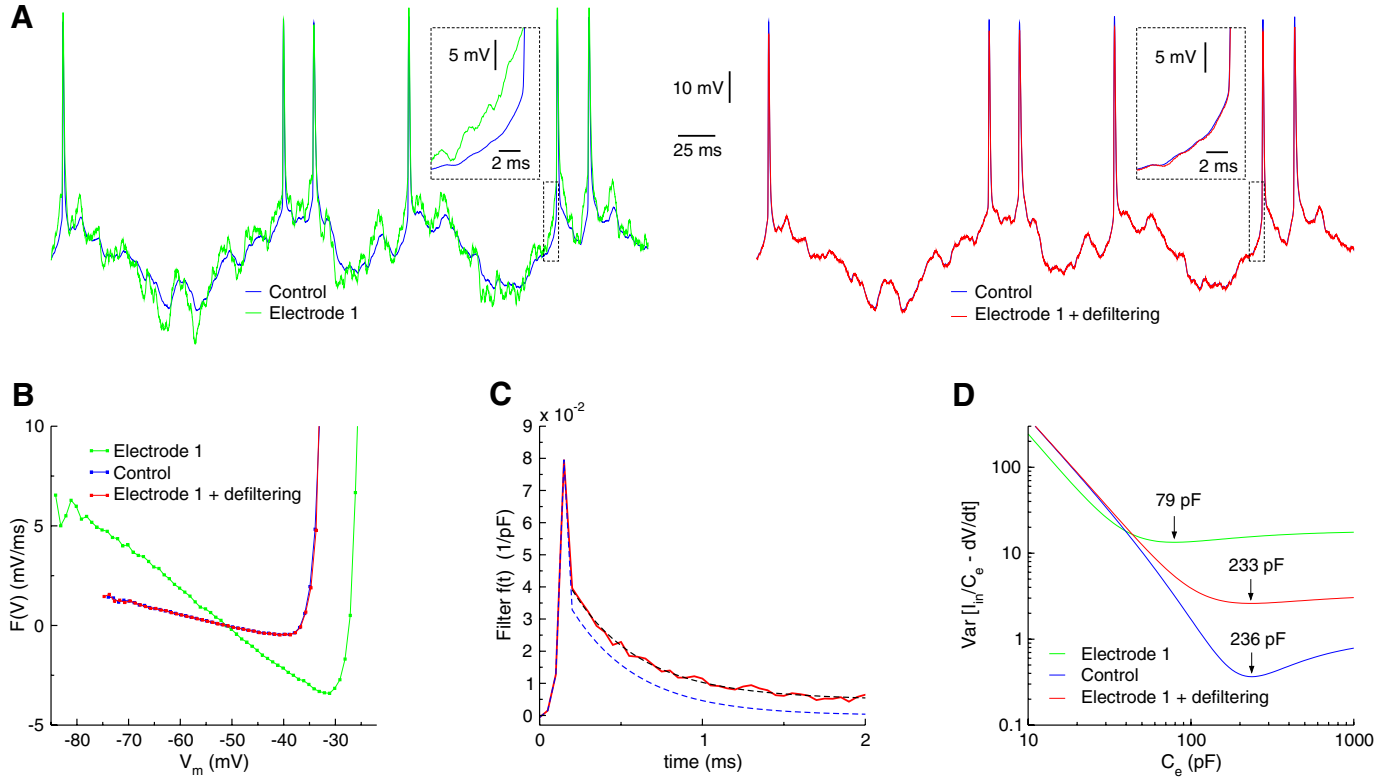 A
5 mV
2 ms
Control
Electrode 1
10 mV
25 ms
5 mV
2 ms
Control
Electrode 1 + defiltering
B
F(V) (mV/ms)
10
5
0
-5
Electrode 1
Control
Electrode 1 + defiltering
-80 -70 -60 -50 -40 -30
V_m (mV)
C
x 10^-2
Filter f(t) (1/pF)
9
8
7
6
5
4
3
2
1
0
0 1 2
time (ms)
D
Var [I_in/C_e - dV/dt]
100
10
1
0.1
79 pF
233 pF
236 pF
Electrode 1
Control
Electrode 1 + defiltering
10 100 1000
C_e (pF)